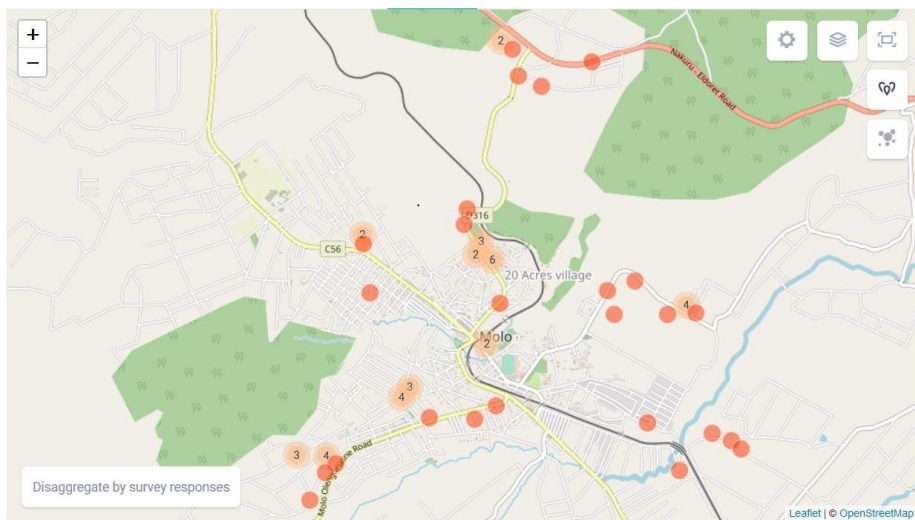 +
−
2
Nakuru - Eldoret Road
D316
2
C56
3
2
6
20 Acres village
4
Molo
2
3
4
3
4
Molo Olenguruone Road
Disaggregate by survey responses
Leaflet | © OpenStreetMap